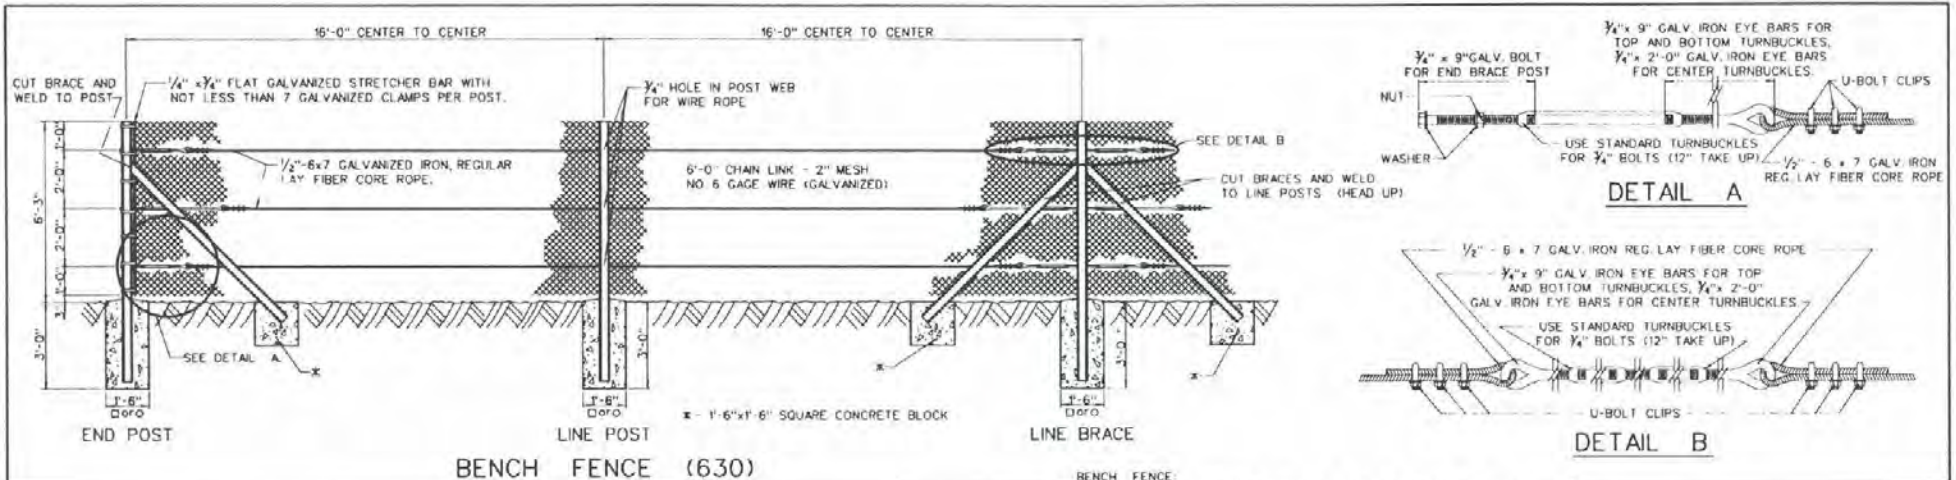 16'-0" CENTER TO CENTER
16'-0" CENTER TO CENTER
CUT BRACE AND
WELD TO POST
1/4" x 3/4" FLAT GALVANIZED STRETCHER BAR WITH
NOT LESS THAN 7 GALVANIZED CLAMPS PER POST.
3/4" HOLE IN POST WEB
FOR WIRE ROPE
1/2"-6x7 GALVANIZED IRON, REGULAR
LAY FIBER CORE ROPE.
6'-0" CHAIN LINK - 2" MESH
NO. 6 GAGE WIRE (GALVANIZED)
SEE DETAIL B
CUT BRACES AND WELD
TO LINE POSTS (HEAD UP)
6'-3"
1'-0"
2'-0"
2'-0"
1'-0"
3"
3'-0"
3'-0"
3'-0
SEE DETAIL A
1'-6"
□ or O
1'-6"
□ or O
1'-6"
□ or O
* - 1'-6"x1'-6" SQUARE CONCRETE BLOCK
END POST
LINE POST
LINE BRACE
BENCH FENCE (630)
BENCH FENCE:
3/4" x 9" GALV. BOLT
FOR END BRACE POST
3/4" x 9" GALV. IRON EYE BARS FOR
TOP AND BOTTOM TURNBUCKLES,
3/4" x 2'-0" GALV. IRON EYE BARS
FOR CENTER TURNBUCKLES.
U-BOLT CLIPS
NUT
WASHER
USE STANDARD TURNBUCKLES
FOR 3/4" BOLTS (12" TAKE UP)
1/2" - 6 x 7 GALV. IRON
REG. LAY FIBER CORE ROPE
DETAIL A
1/2" - 6 x 7 GALV. IRON REG. LAY FIBER CORE ROPE
3/4" x 9" GALV. IRON EYE BARS FOR TOP
AND BOTTOM TURNBUCKLES, 3/4" x 2'-0"
GALV. IRON EYE BARS FOR CENTER TURNBUCKLES
USE STANDARD TURNBUCKLES
FOR 3/4" BOLTS (12" TAKE UP)
U-BOLT CLIPS
DETAIL B